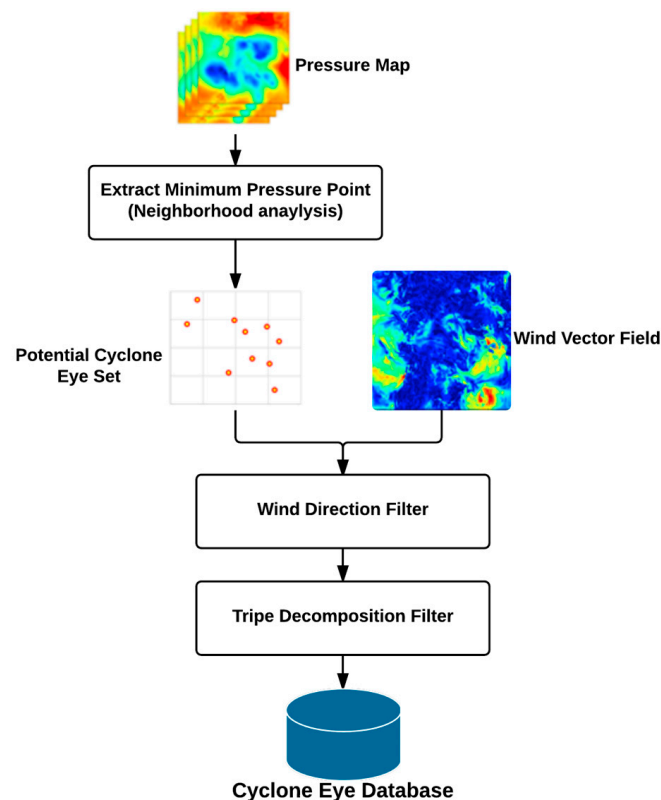 Pressure Map
Extract Minimum Pressure Point
(Neighborhood anaylysis)
Potential Cyclone
Eye Set
Wind Vector Field
Wind Direction Filter
Tripe Decomposition Filter
Cyclone Eye Database